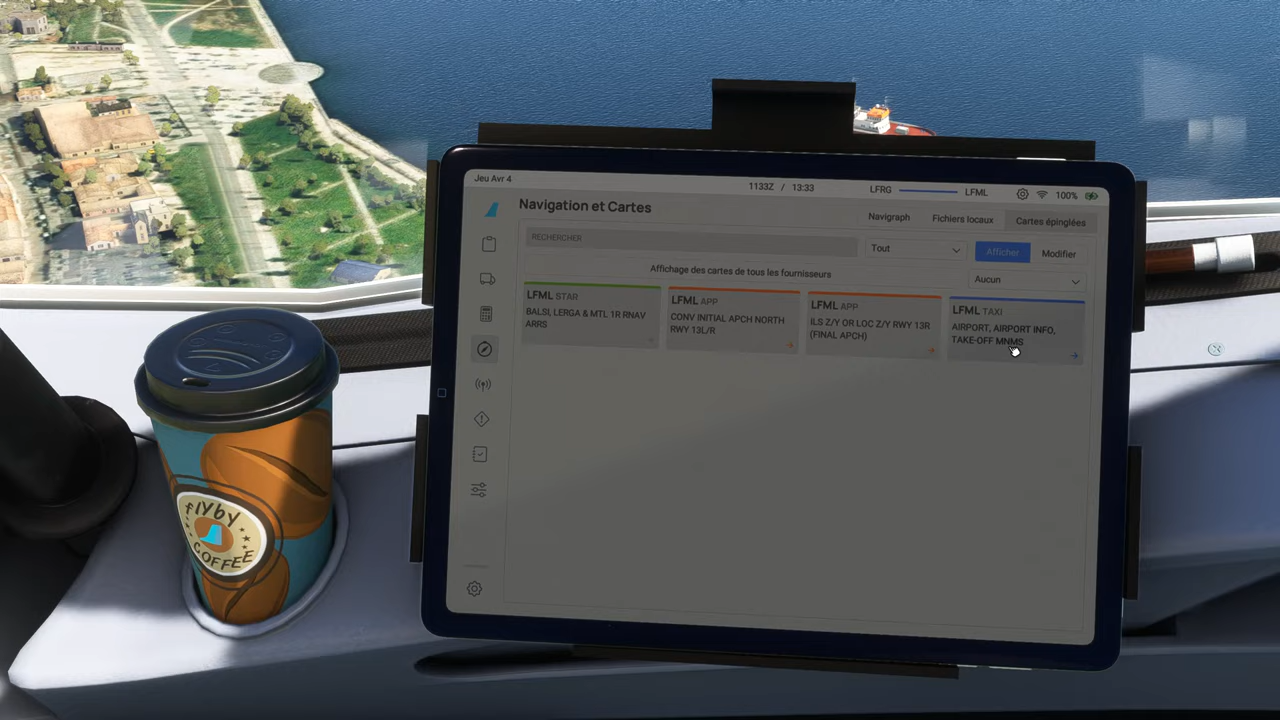 Jeu Avr 4
1133Z / 13:33
LFRG
LFML
100%
Navigation et Cartes
Navigraph
Fichiers locaux
Cartes épinglées
RECHERCHER
Tout
Afficher
Modifier
Affichage des cartes de tous les fournisseurs
Aucun
LFML STAR
BALSI, LERGA & MTL 1R RNAV
ARRS
LFML APP
CONV INITIAL APCH NORTH
RWY 13L/R
LFML APP
ILS Z/Y OR LOC Z/Y RWY 13R
(FINAL APCH)
LFML TAXI
AIRPORT, AIRPORT INFO,
TAKE-OFF MNMS
flyby
COFFEE